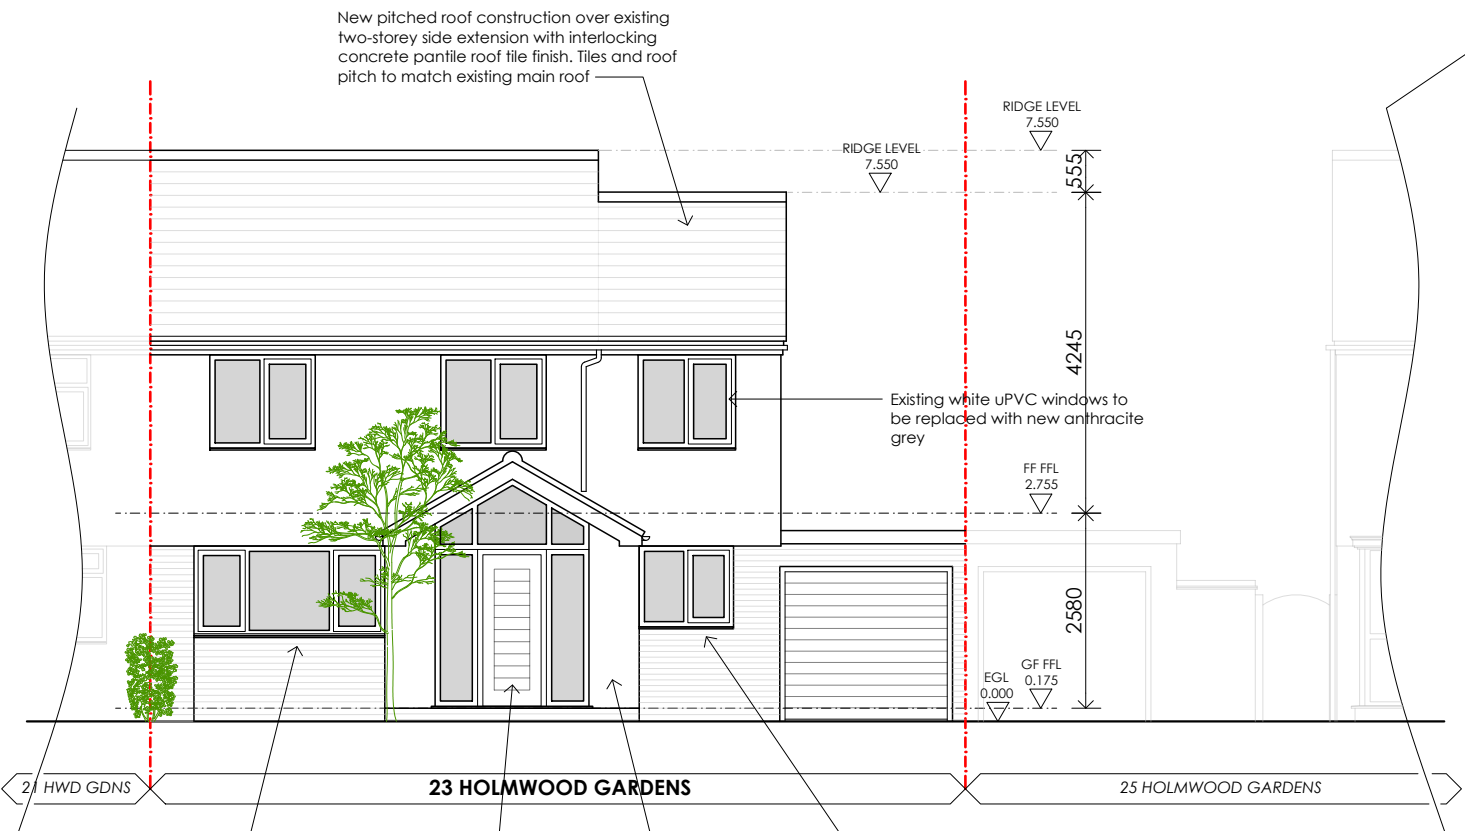 New pitched roof construction over existing
two-storey side extension with interlocking
concrete pantile roof tile finish. Tiles and roof
pitch to match existing main roof
RIDGE LEVEL
7.550
RIDGE LEVEL
7.550
555
4245
Existing white uPVC windows to
be replaced with new anthracite
grey
FF FFL
2.755
2580
GF FFL
0.175
EGL
0.000
21 HWD GDNS
23 HOLMWOOD GARDENS
25 HOLMWOOD GARDENS